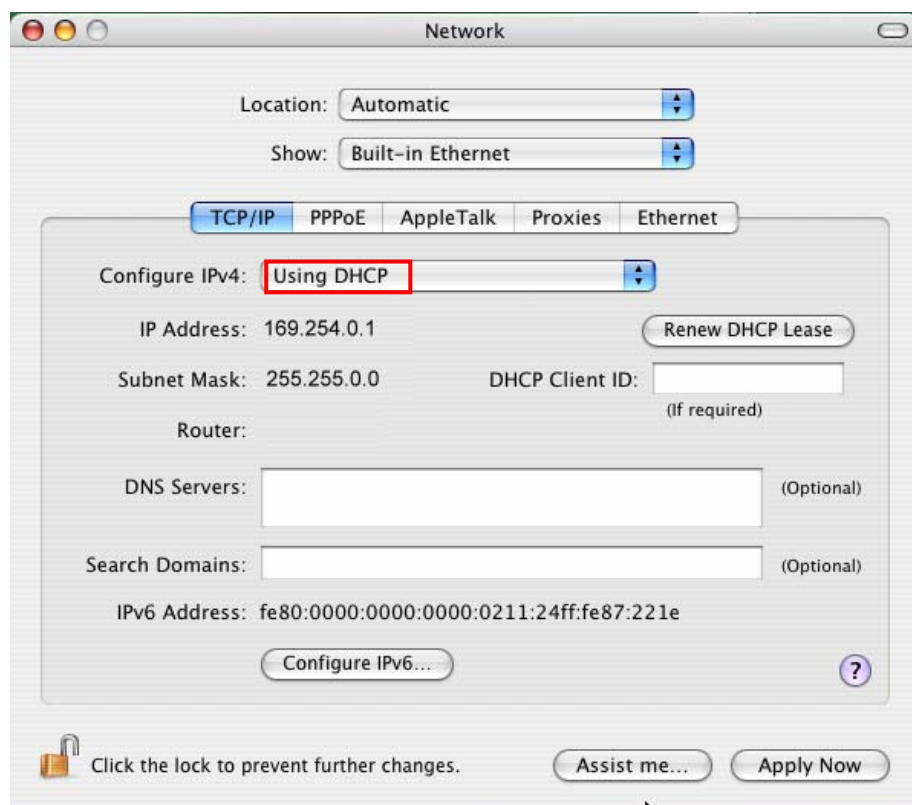 Network
Location: Automatic
Show: Built-in Ethernet
TCP/IP PPPoE AppleTalk Proxies Ethernet
Configure IPv4: Using DHCP
IP Address: 169.254.0.1 Renew DHCP Lease
Subnet Mask: 255.255.0.0 DHCP Client ID:
(If required)
Router:
DNS Servers: (Optional)
Search Domains: (Optional)
IPv6 Address: fe80:0000:0000:0000:0211:24ff:fe87:221e
Configure IPv6... ?
Click the lock to prevent further changes. Assist me... Apply Now